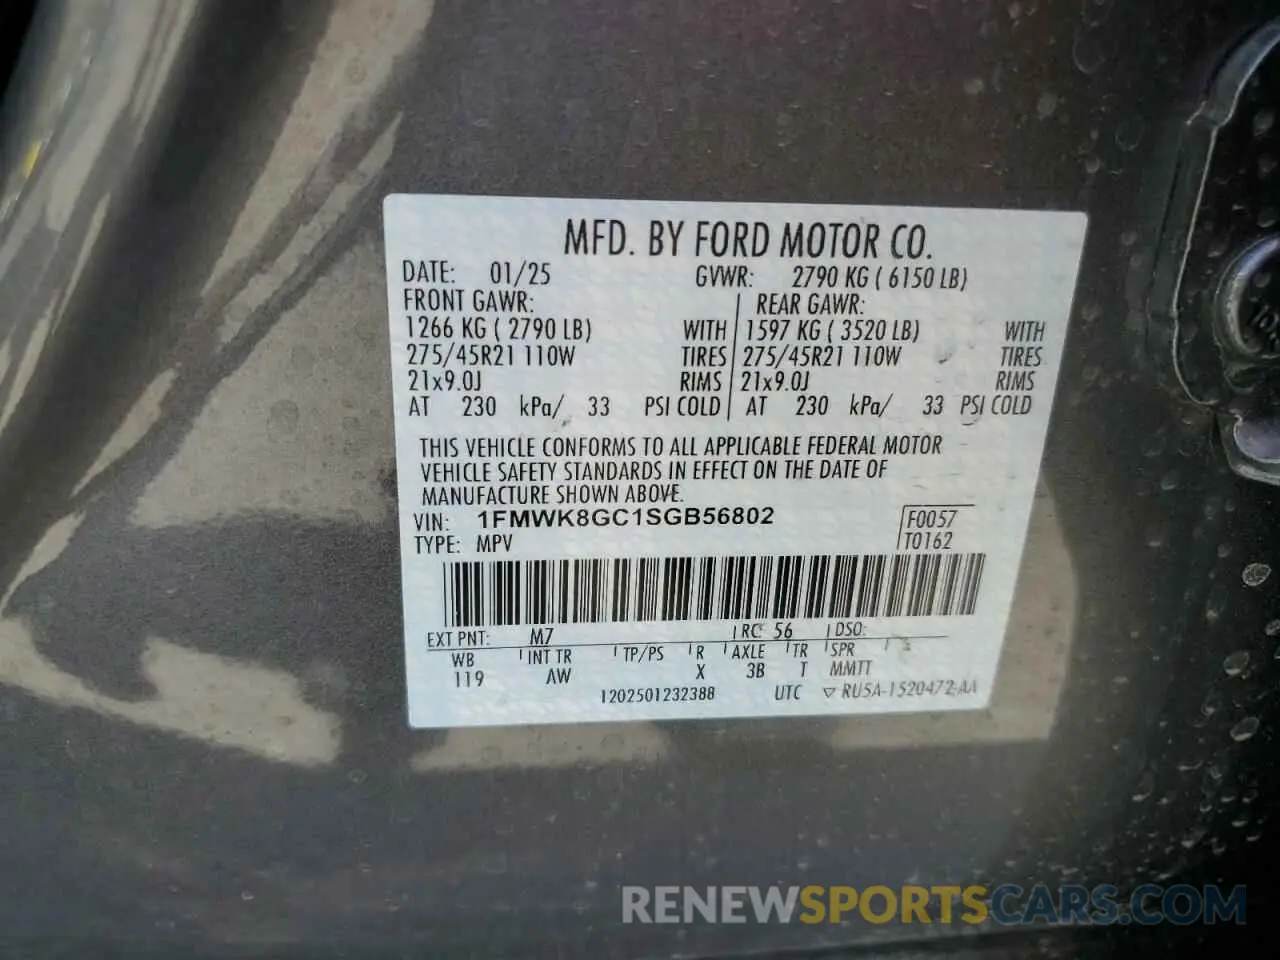 MFD. BY FORD MOTOR CO.
DATE: 01/25 GVWR: 2790 KG ( 6150 LB)
FRONT GAWR: REAR GAWR:
1266 KG ( 2790 LB) WITH 1597 KG ( 3520 LB) WITH
275/45R21 110W TIRES 275/45R21 110W TIRES
21x9.0J RIMS 21x9.0J RIMS
AT 230 kPa/ 33 PSI COLD AT 230 kPa/ 33 PSI COLD
THIS VEHICLE CONFORMS TO ALL APPLICABLE FEDERAL MOTOR
VEHICLE SAFETY STANDARDS IN EFFECT ON THE DATE OF
MANUFACTURE SHOWN ABOVE.
VIN: 1FMWK8GC1SGB56802 F0057
TYPE: MPV T0162
EXT PNT: M7 RC: 56 DSO:
WB INT TR TP/PS R AXLE TR SPR
119 AW X 3B T MMTT
1202501232388 UTC ▽ RU5A-1520472-AA
RENEWSPORTSCARS.COM